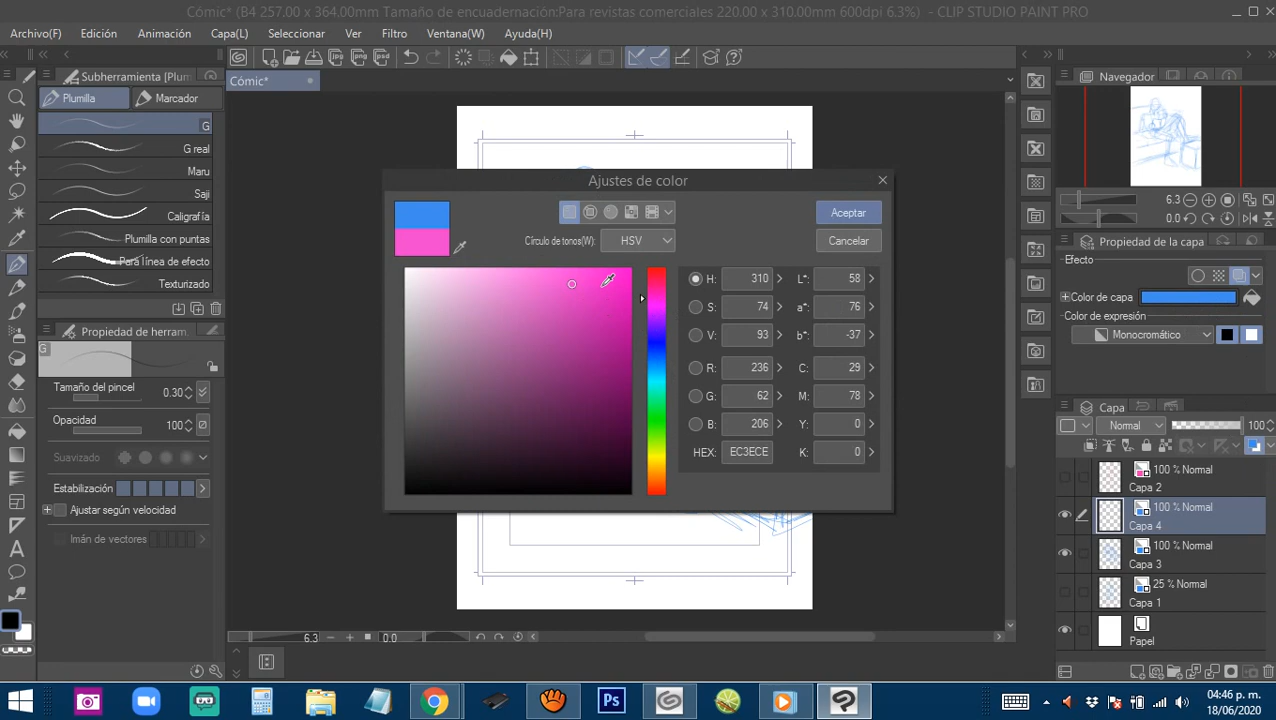 Cómic* (B4 257,00 x 364.00mm Tamaño de encuadernación:Para revistas comerciales 220.00 x 310.00mm 600dpi 6.3%) - CLIP STUDIO PAINT PRO
Archivo(F) Edición Animación Capa(L) Seleccionar Ver Filtro Ventana(W) Ayuda(H)
Subherramienta (Plum
Cómic*
Navegador
Plumilla Marcador
G
G real
Maru
Saji
Caligrafía
Plumilla con puntas
Para línea de efecto
Texturizado
Ajustes de color
Aceptar
Círculo de tonos(W): HSV Cancelar
H: 310 L*: 58
S: 74 a*: 76
V: 93 b*: -37
R: 236 C: 29
G: 62 M: 78
B: 206 Y: 0
HEX: EC3ECE K: 0
6.3
0.0
Propiedad de la capa
Efecto
Color de capa
Color de expresión
Monocromático
Propiedad de herram
G
Tamaño del pincel 0.30
Opacidad 100
Suavizado
Estabilización
Ajustar según velocidad
Imán de vectores
Capa
Normal 100
100 % Normal
Capa 2
100 % Normal
Capa 4
100 % Normal
Capa 3
25 % Normal
Capa 1
Papel
6.3 0.0
Ps
04:46 p. m.
18/06/2020